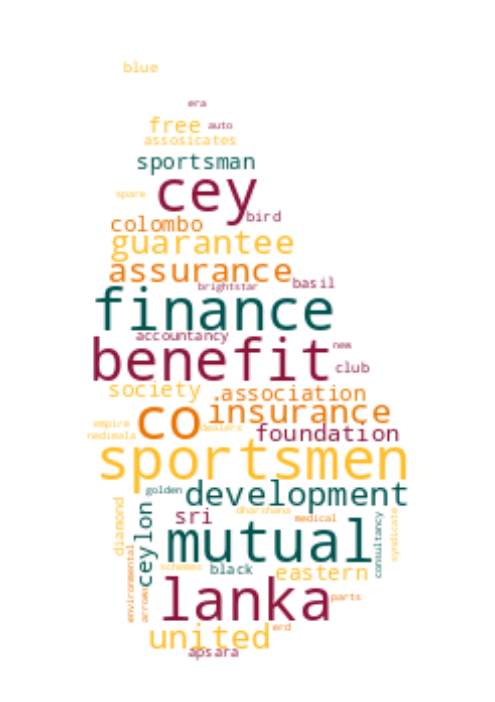 blue
era
free auto
assosicates
sportsman
spare cey
bird
colombo
guarantee
assurance
brightstar basil
finance
accountancy new
benefit club
society .association
co insurance
empire dealers
nedimala foundation
sportsmen
golden development
diamond ceylon sri dharshana medical consultancy syndicate
mutual
environmental schemes black eastern
arrows lanka parts
united erd
apsara